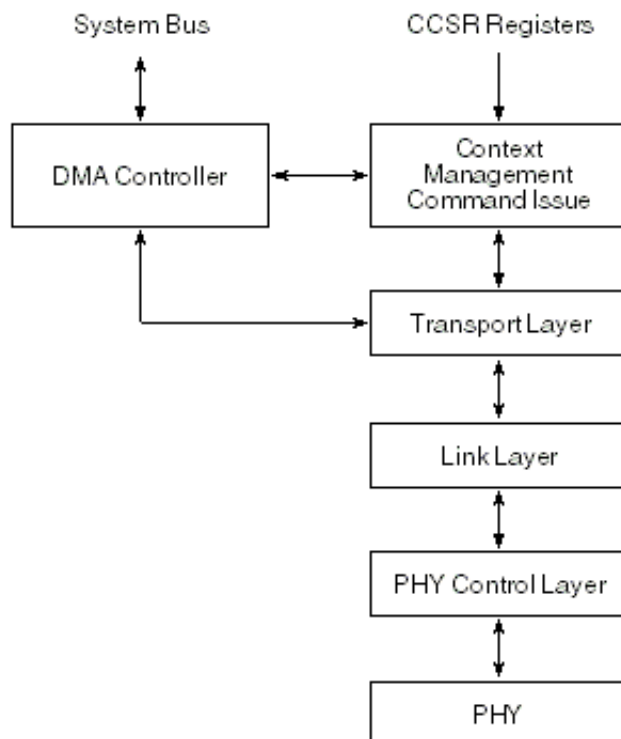 System Bus
CCSR Registers
DMA Controller
Context
Management
Command Issue
Transport Layer
Link Layer
PHY Control Layer
PHY